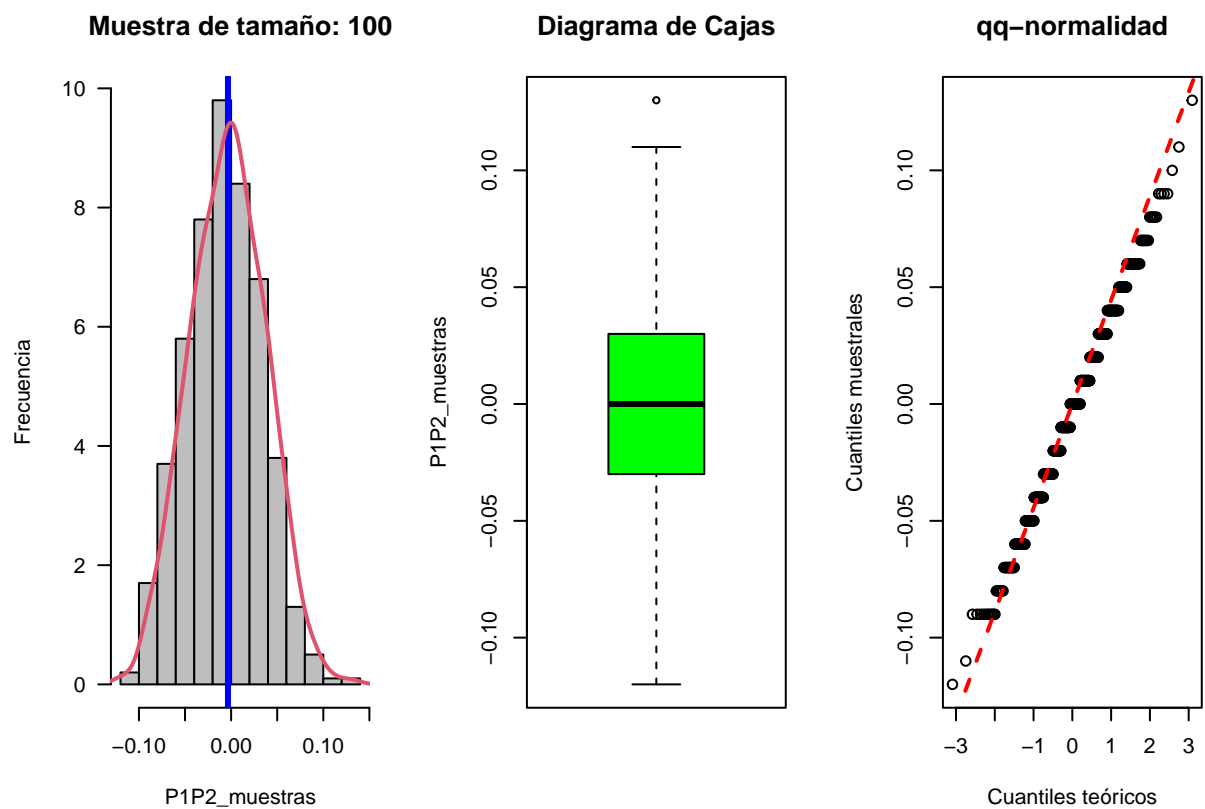 Muestra de tamaño: 100
Frecuencia
10
8
6
4
2
0
−0.10 0.00 0.10
P1P2_muestras
Diagrama de Cajas
P1P2_muestras
0.10
0.05
0.00
−0.05
−0.10
qq−normalidad
Cuantiles muestrales
0.10
0.05
0.00
−0.05
−0.10
−3 −1 0 1 2 3
Cuantiles teóricos